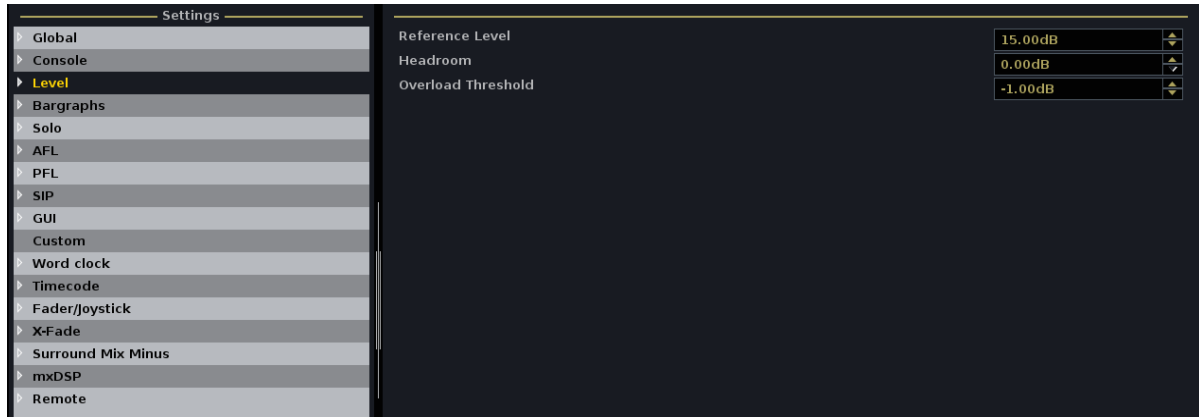 Settings
Global
Console
Level
Bargraphs
Solo
AFL
PFL
SIP
GUI
Custom
Word clock
Timecode
Fader/Joystick
X-Fade
Surround Mix Minus
mxDSP
Remote
Reference Level 15.00dB
Headroom 0.00dB
Overload Threshold -1.00dB